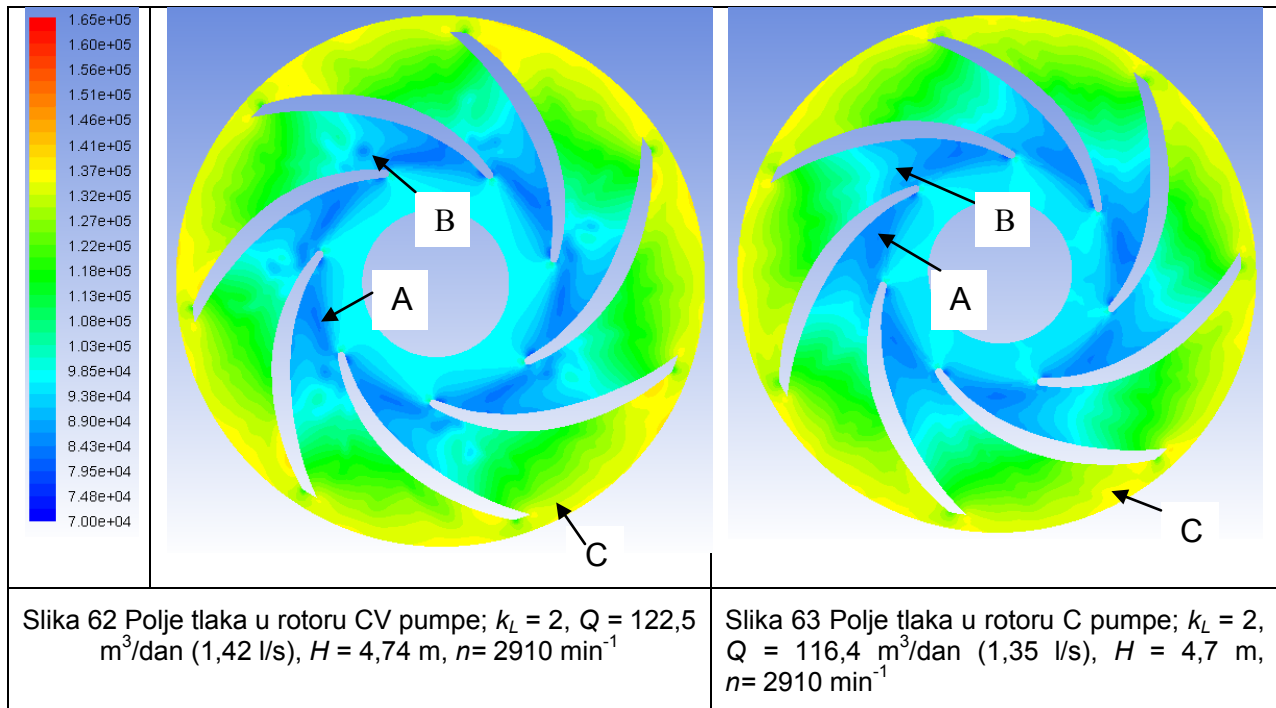 1.65e+05
1.60e+05
1.56e+05
1.51e+05
1.46e+05
1.41e+05
1.37e+05
1.32e+05
1.27e+05
1.22e+05
1.18e+05
1.13e+05
1.08e+05
1.03e+05
9.85e+04
9.38e+04
8.90e+04
8.43e+04
7.95e+04
7.48e+04
7.00e+04
B
A
C
B
A
C
Slika 62 Polje tlaka u rotoru CV pumpe; k_L = 2, Q = 122,5
m³/dan (1,42 l/s), H = 4,74 m, n= 2910 min⁻¹
Slika 63 Polje tlaka u rotoru C pumpe; k_L = 2,
Q = 116,4 m³/dan (1,35 l/s), H = 4,7 m,
n= 2910 min⁻¹